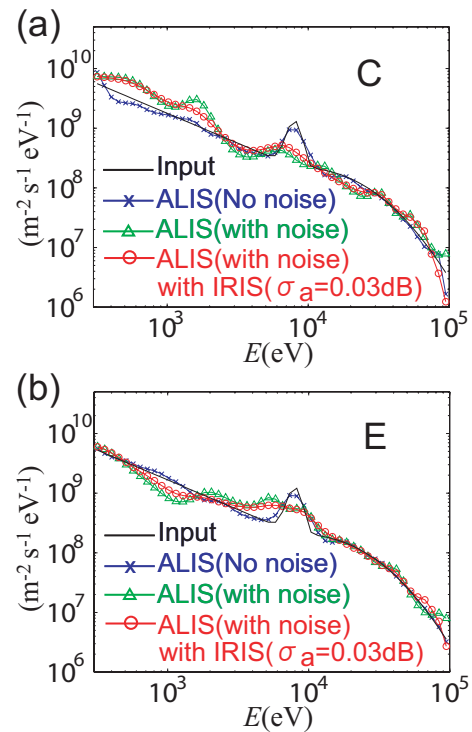 (a)
C
10^10
10^9
10^8
10^7
10^6
(m^-2 s^-1 eV^-1)
Input
ALIS(No noise)
ALIS(with noise)
ALIS(with noise)
with IRIS(σa=0.03dB)
10^3 10^4 10^5
E(eV)
(b)
E
10^10
10^9
10^8
10^7
10^6
(m^-2 s^-1 eV^-1)
Input
ALIS(No noise)
ALIS(with noise)
ALIS(with noise)
with IRIS(σa=0.03dB)
10^3 10^4 10^5
E(eV)